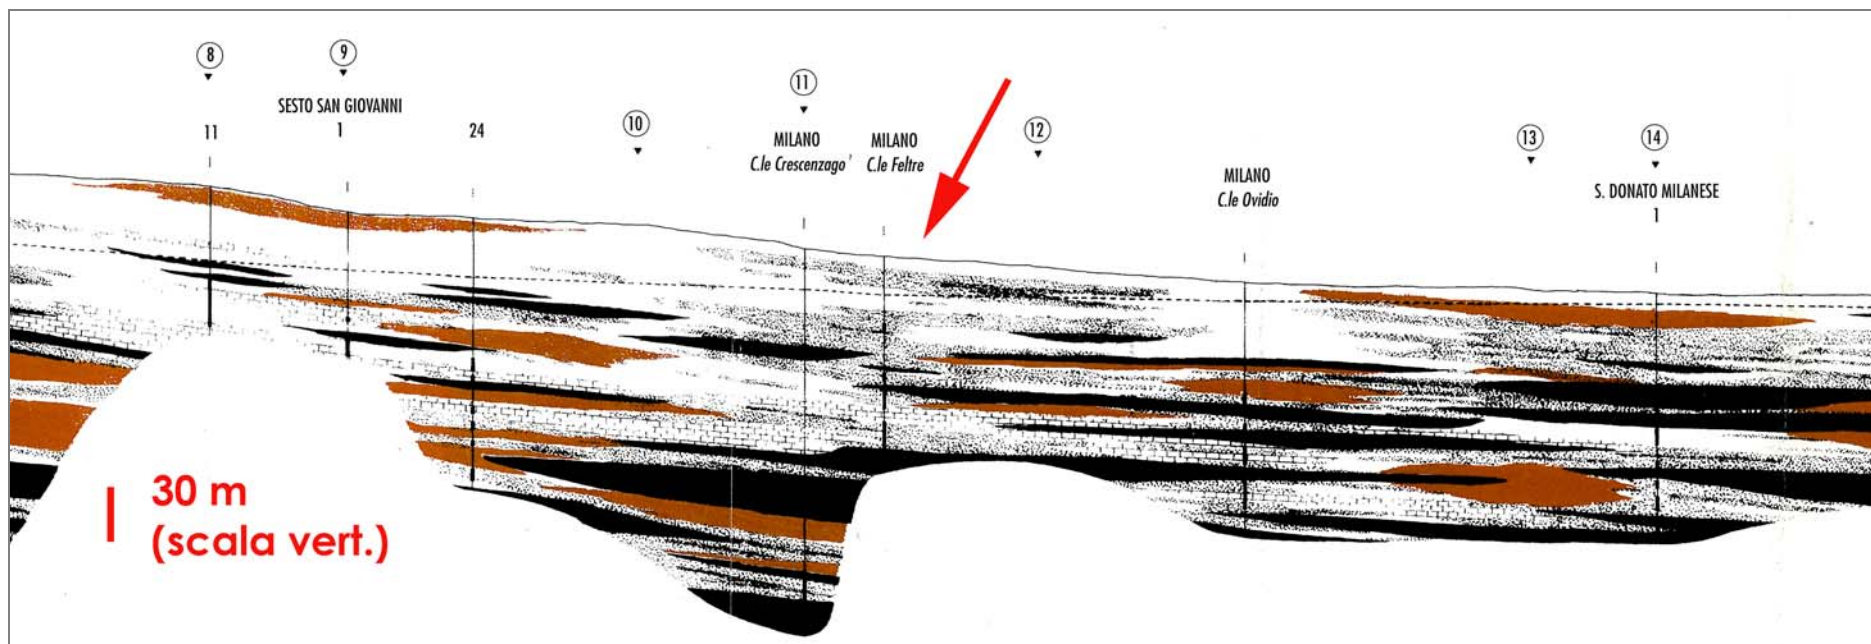 8
9
SESTO SAN GIOVANNI
11
1
24
10
11
MILANO
C.le Crescenzago
MILANO
C.le Feltre
12
MILANO
C.le Ovidio
13
14
S. DONATO MILANESE
1
30 m
(scala vert.)